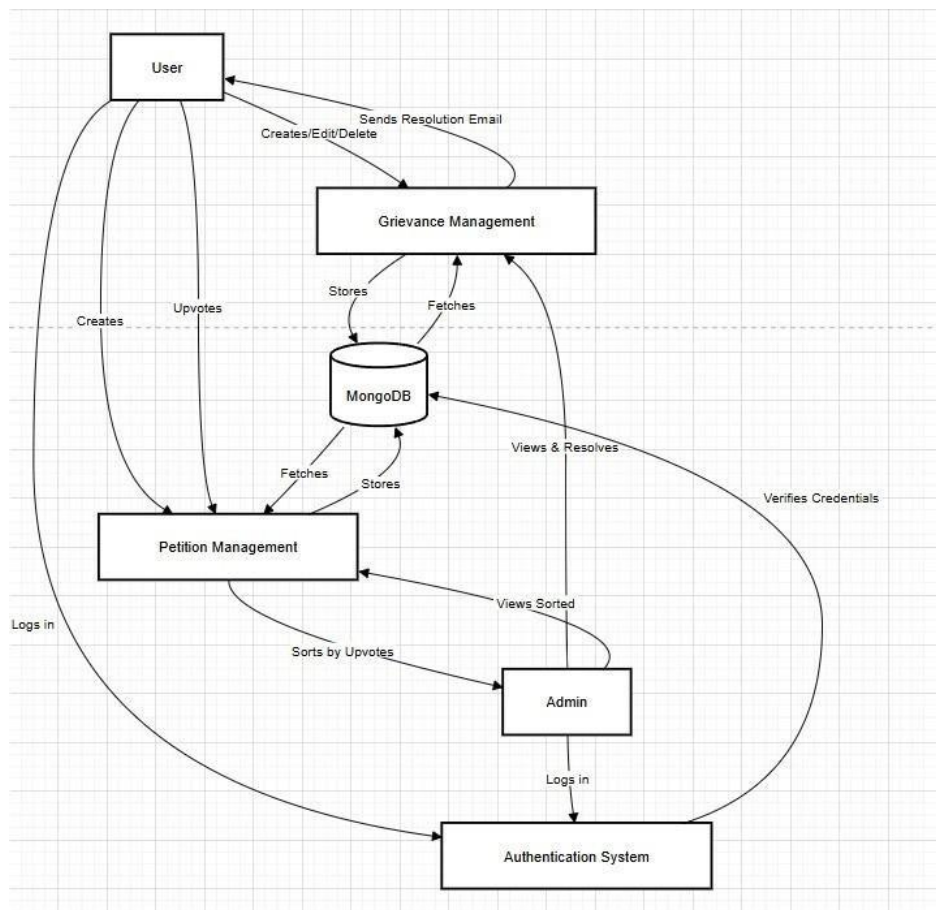 User
Sends Resolution Email
Creates/Edit/Delete
Grievance Management
Stores
Fetches
Upvotes
Creates
MongoDB
Views & Resolves
Fetches
Stores
Verifies Credentials
Petition Management
Views Sorted
Logs in
Sorts by Upvotes
Admin
Logs in
Authentication System